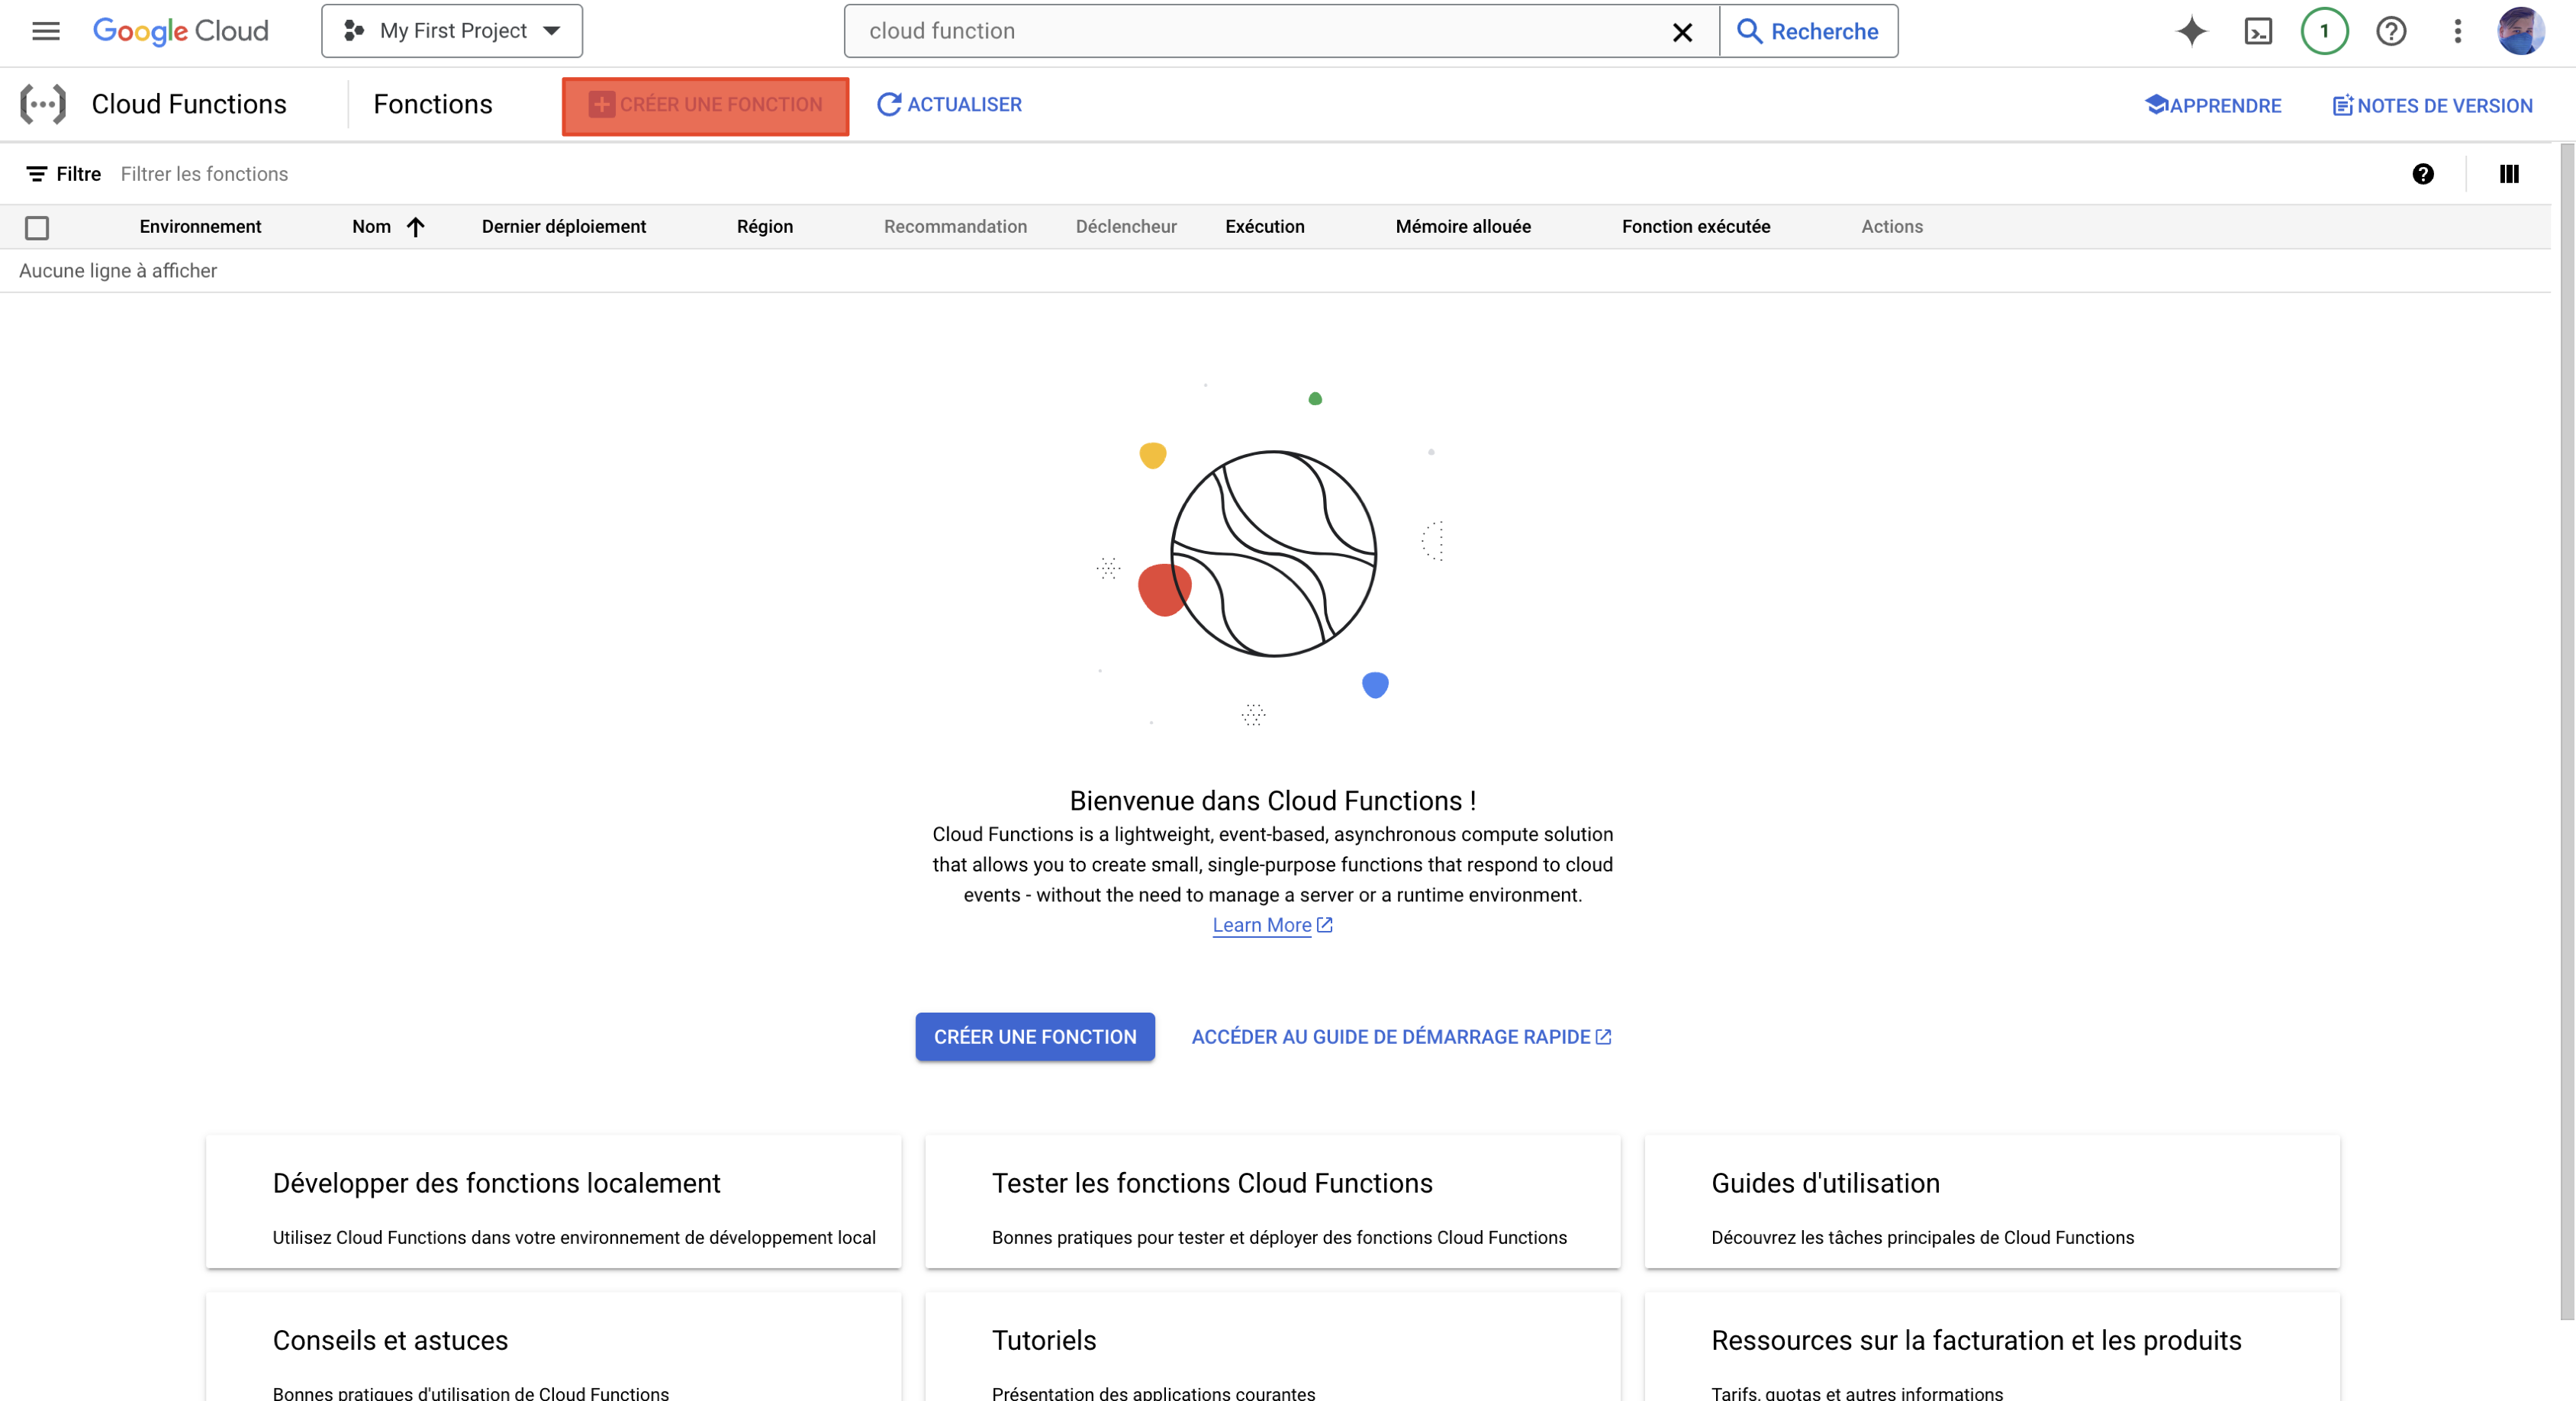 Google Cloud
My First Project
cloud function
Recherche
1
Cloud Functions
Fonctions
CRÉER UNE FONCTION
ACTUALISER
APPRENDRE
NOTES DE VERSION
Filtre
Filtrer les fonctions
Environnement
Nom
Dernier déploiement
Région
Recommandation
Déclencheur
Exécution
Mémoire allouée
Fonction exécutée
Actions
Aucune ligne à afficher
Bienvenue dans Cloud Functions !
Cloud Functions is a lightweight, event-based, asynchronous compute solution
that allows you to create small, single-purpose functions that respond to cloud
events - without the need to manage a server or a runtime environment.
Learn More
CRÉER UNE FONCTION
ACCÉDER AU GUIDE DE DÉMARRAGE RAPIDE
Développer des fonctions localement
Utilisez Cloud Functions dans votre environnement de développement local
Tester les fonctions Cloud Functions
Bonnes pratiques pour tester et déployer des fonctions Cloud Functions
Guides d'utilisation
Découvrez les tâches principales de Cloud Functions
Conseils et astuces
Bonnes pratiques d'utilisation de Cloud Functions
Tutoriels
Présentation des applications courantes
Ressources sur la facturation et les produits
Tarifs, quotas et autres informations